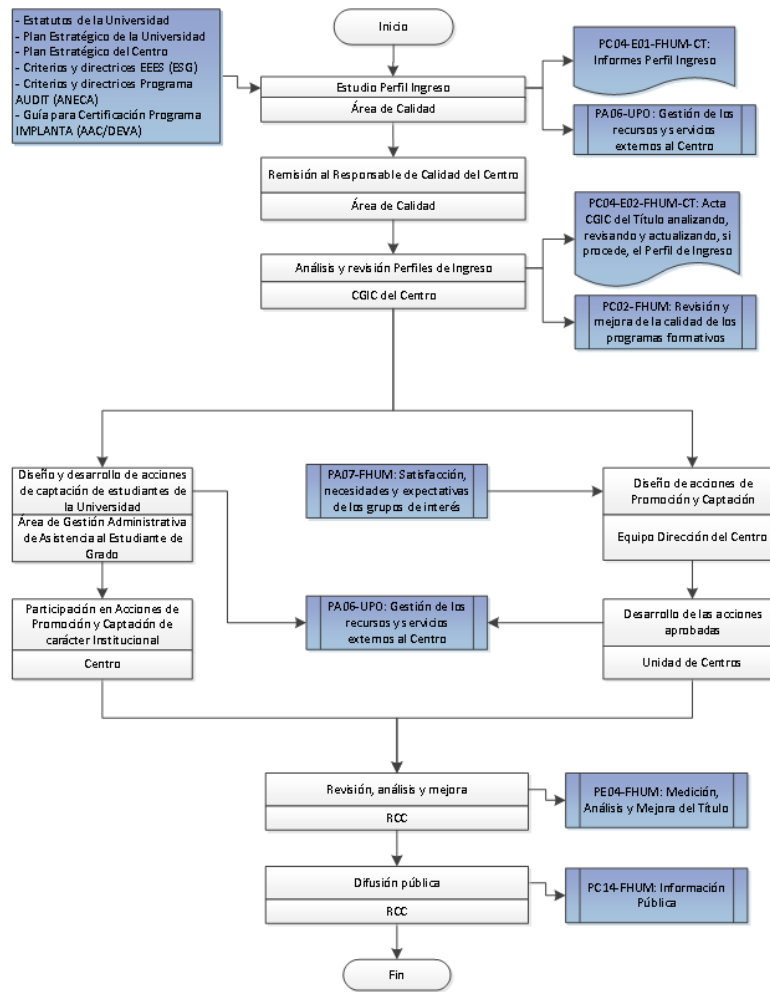 - Estatutos de la Universidad
- Plan Estratégico de la Universidad
- Plan Estratégico del Centro
- Criterios y directrices EEES (ESG)
- Criterios y directrices Programa
AUDIT (ANECA)
- Guía para Certificación Programa
IMPLANTA (AAC/DEVA)
Inicio
Estudio Perfil Ingreso
Área de Calidad
PC04-E01-FHUM-CT:
Informes Perfil Ingreso
PA06-UPO: Gestión de los
recursos y servicios
externos al Centro
Remisión al Responsable de Calidad del Centro
Área de Calidad
Análisis y revisión Perfiles de Ingreso
CGIC del Centro
PC04-E02-FHUM-CT: Acta
CGIC del Título analizando,
revisando y actualizando, si
procede, el Perfil de Ingreso
PC02-FHUM: Revisión y
mejora de la calidad de los
programas formativos
Diseño y desarrollo de acciones
de captación de estudiantes de
la Universidad
Área de Gestión Administrativa
de Asistencia al Estudiante de
Grado
PA07-FHUM: Satisfacción,
necesidades y expectativas
de los grupos de interés
Diseño de acciones de
Promoción y Captación
Equipo Dirección del Centro
Participación en Acciones de
Promoción y Captación de
carácter Institucional
Centro
PA06-UPO: Gestión de los
recursos y servicios
externos al Centro
Desarrollo de las acciones
aprobadas
Unidad de Centros
Revisión, análisis y mejora
RCC
PE04-FHUM: Medición,
Análisis y Mejora del Título
Difusión pública
RCC
PC14-FHUM: Información
Pública
Fin